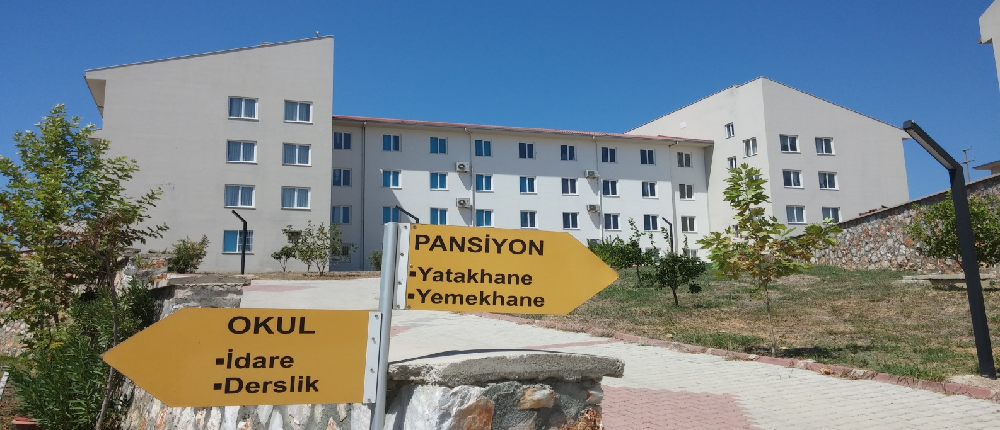 PANSİYON
▪Yatakhane
▪Yemekhane
OKUL
▪İdare
▪Derslik